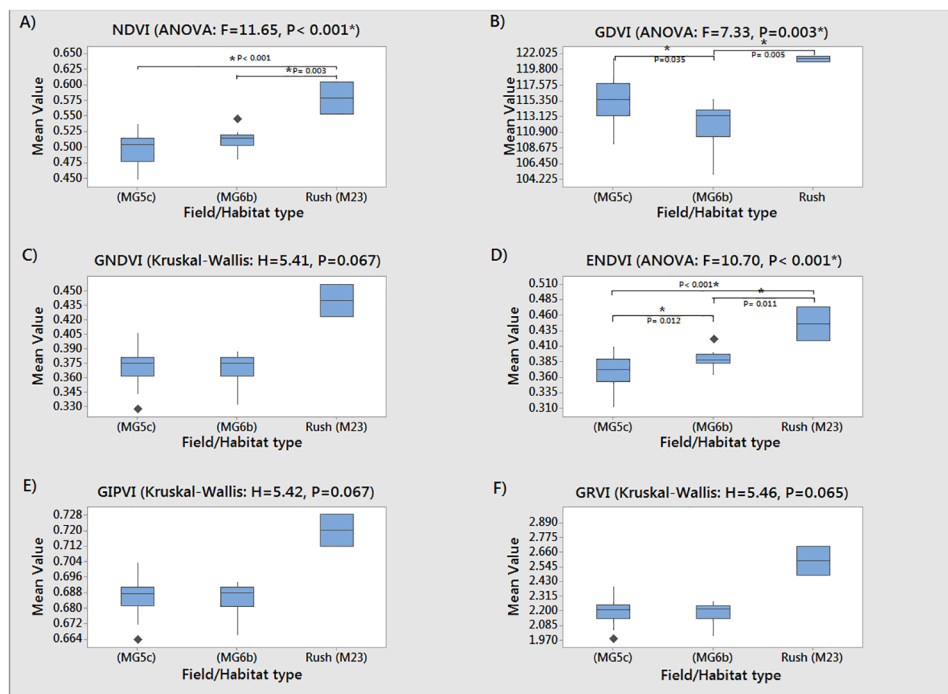 A)
NDVI (ANOVA: F=11.65, P< 0.001*)
Mean Value
0.650
0.625
0.600
0.575
0.550
0.525
0.500
0.475
0.450
* P< 0.001
* P= 0.003
(MG5c) (MG6b) Rush (M23)
Field/Habitat type
B)
GDVI (ANOVA: F=7.33, P=0.003*)
Mean Value
122.025
119.800
117.575
115.350
113.125
110.900
108.675
106.450
104.225
* *
P=0.035 P= 0.005
(MG5c) (MG6b) Rush
Field/Habitat type
C)
GNDVI (Kruskal-Wallis: H=5.41, P=0.067)
Mean Value
0.450
0.435
0.420
0.405
0.390
0.375
0.360
0.345
0.330
(MG5c) (MG6b) Rush (M23)
Field/Habitat type
D)
ENDVI (ANOVA: F=10.70, P< 0.001*)
Mean Value
0.510
0.485
0.460
0.435
0.410
0.385
0.360
0.335
0.310
P< 0.001 *
*
P= 0.011
*
P= 0.012
(MG5c) (MG6b) Rush (M23)
Field/Habitat type
E)
GIPVI (Kruskal-Wallis: H=5.42, P=0.067)
Mean Value
0.728
0.720
0.712
0.704
0.696
0.688
0.680
0.672
0.664
(MG5c) (MG6b) Rush (M23)
Field/Habitat type
F)
GRVI (Kruskal-Wallis: H=5.46, P=0.065)
Mean Value
2.890
2.775
2.660
2.545
2.430
2.315
2.200
2.085
1.970
(MG5c) (MG6b) Rush (M23)
Field/Habitat type